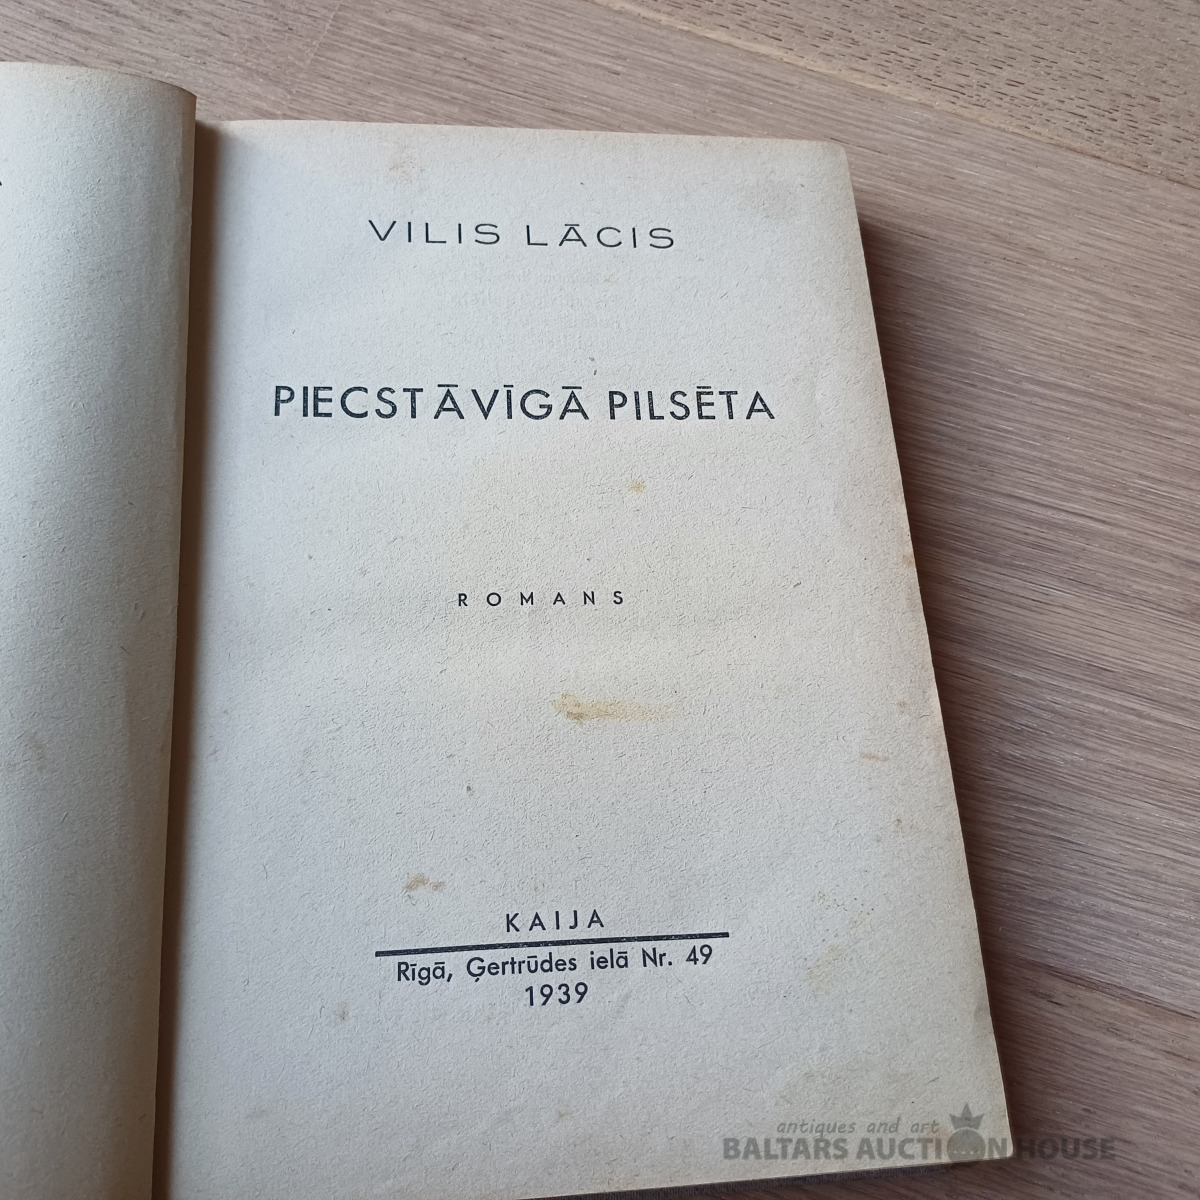 VILIS LĀCIS
PIECSTĀVĪGĀ PILSĒTA
ROMANS
KAIJA
Rīgā, Ģertrūdes ielā Nr. 49
1939
antiques and art
BALTARS AUCTION HOUSE